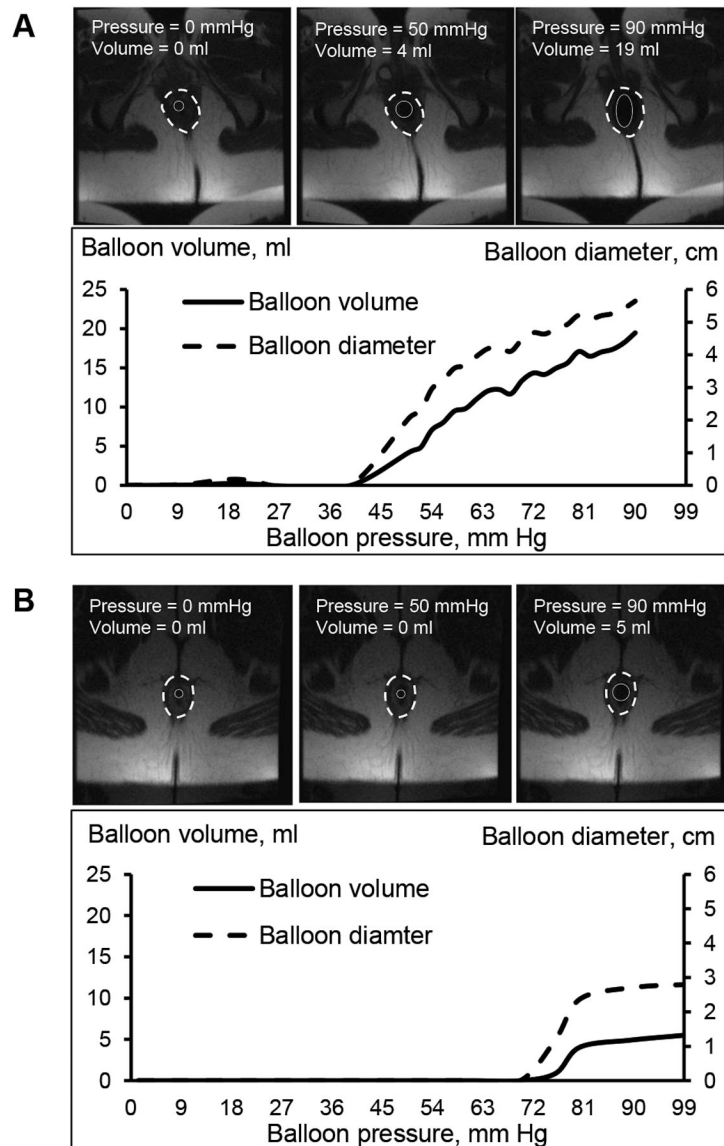 A
Pressure = 0 mmHg
Volume = 0 ml
Pressure = 50 mmHg
Volume = 4 ml
Pressure = 90 mmHg
Volume = 19 ml
Balloon volume, ml
Balloon diameter, cm
25
20
15
10
5
0
Balloon volume
Balloon diameter
6
5
4
3
2
1
0
0 9 18 27 37 45 54 63 72 81 90 99
Balloon pressure, mm Hg
B
Pressure = 0 mmHg
Volume = 0 ml
Pressure = 50 mmHg
Volume = 0 ml
Pressure = 90 mmHg
Volume = 5 ml
Balloon volume, ml
Balloon diameter, cm
25
20
15
10
5
0
Balloon volume
Balloon diamter
6
5
4
3
2
1
0
0 9 18 27 37 45 54 63 72 81 90 99
Balloon pressure, mm Hg